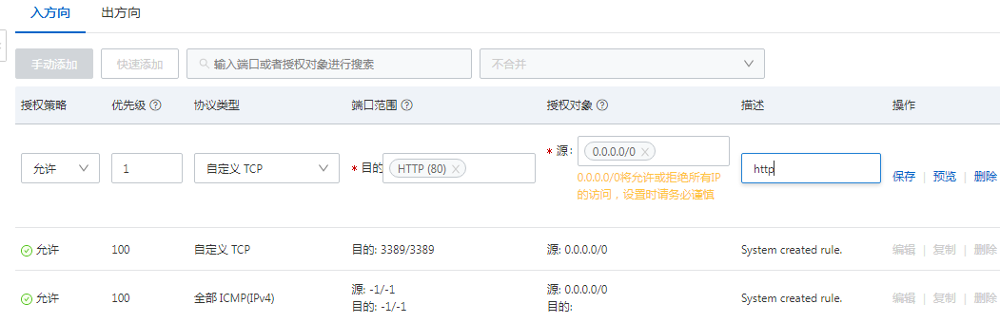 入方向 出方向
手动添加 快速添加 输入端口或者授权对象进行搜索 不合并
授权策略 优先级 协议类型 端口范围 授权对象 描述 操作
允许 1 自定义 TCP * 目的 HTTP (80) * 源: 0.0.0.0/0 http 保存 预览 删除
0.0.0.0/0将允许或拒绝所有IP
的访问，设置时请务必谨慎
允许 100 自定义 TCP 目的: 3389/3389 源: 0.0.0.0/0 System created rule. 编辑 复制 删除
允许 100 全部 ICMP(IPv4) 源: -1/-1 源: 0.0.0.0/0 System created rule. 编辑 复制 删除
目的: -1/-1 目的: